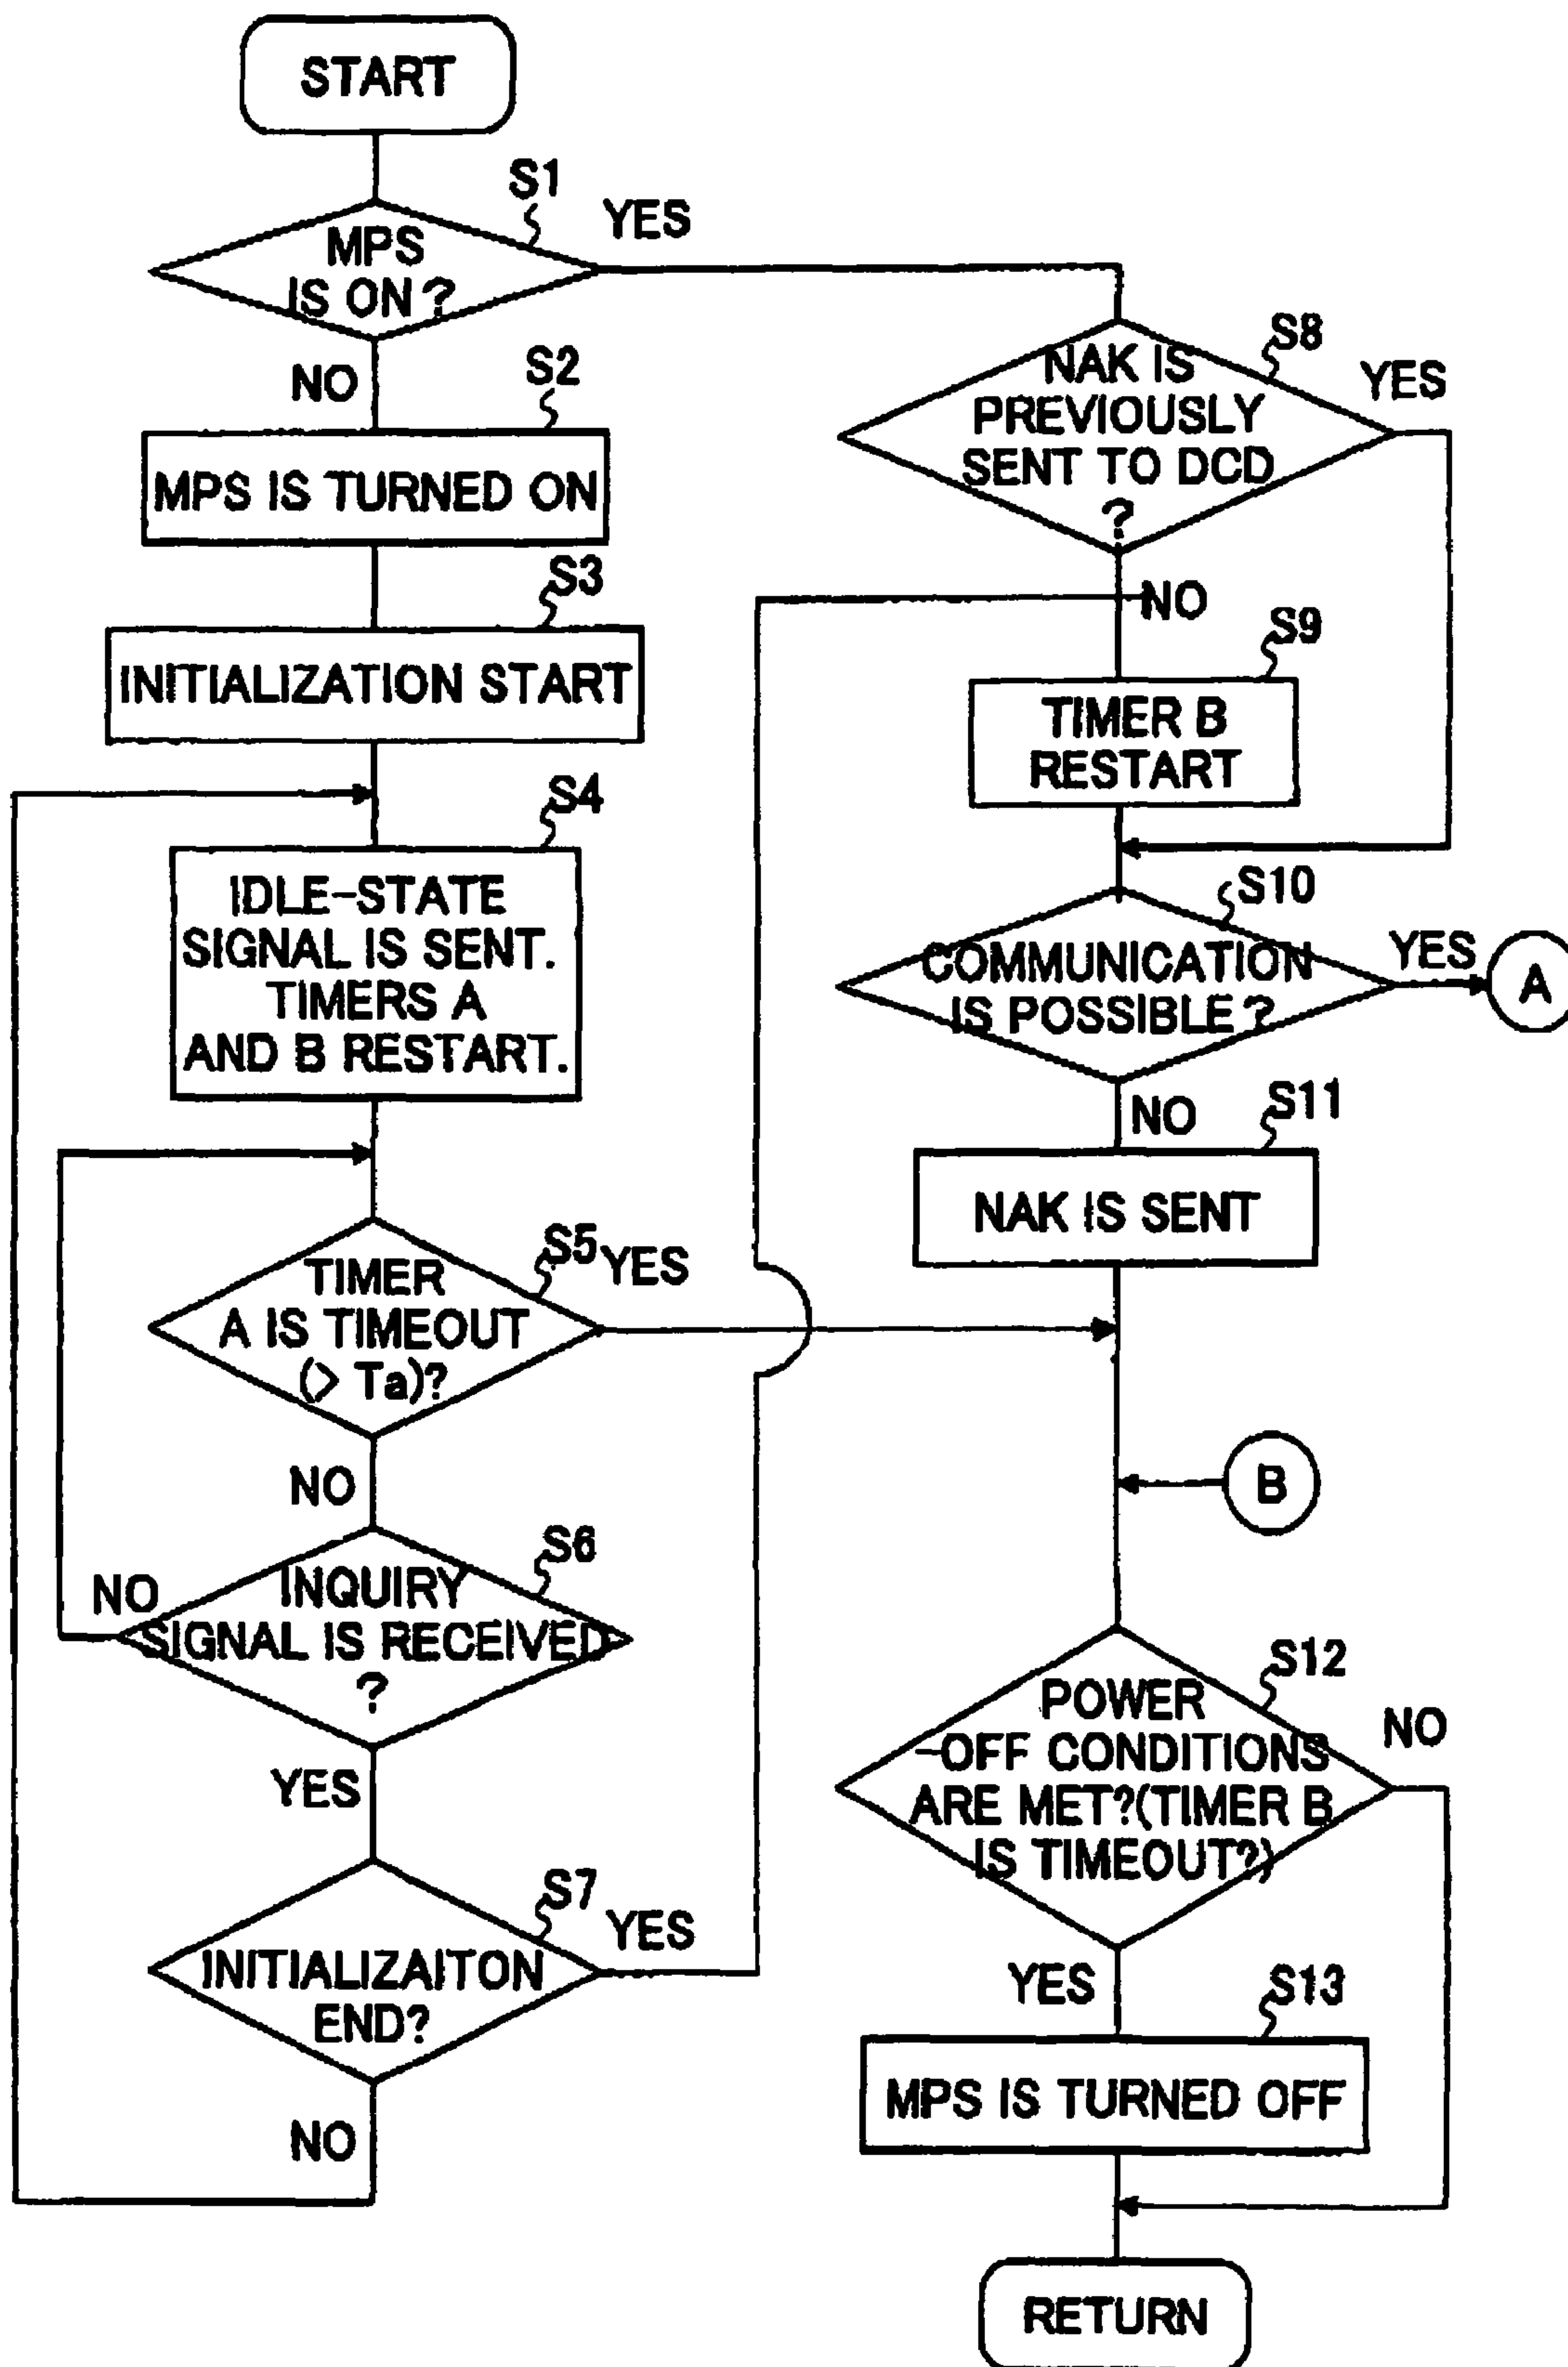 START
S1
YES
MPS
IS ON?
NO
S2
MPS IS TURNED ON
S3
INITIALIZATION START
S4
IDLE-STATE
SIGNAL IS SENT.
TIMERS A
AND B RESTART.
S5
YES
TIMER
A IS TIMEOUT
(> Ta)?
NO
S6
NO
INQUIRY
SIGNAL IS RECEIVED
?
YES
S7
YES
INITIALIZAITON
END?
NO
S8
YES
NAK IS
PREVIOUSLY
SENT TO DCD
?
NO
S9
TIMER B
RESTART
S10
YES
A
COMMUNICATION
IS POSSIBLE?
NO
S11
NAK IS SENT
B
S12
NO
POWER
-OFF CONDITIONS
ARE MET?(TIMER B
IS TIMEOUT?)
YES
S13
MPS IS TURNED OFF
RETURN